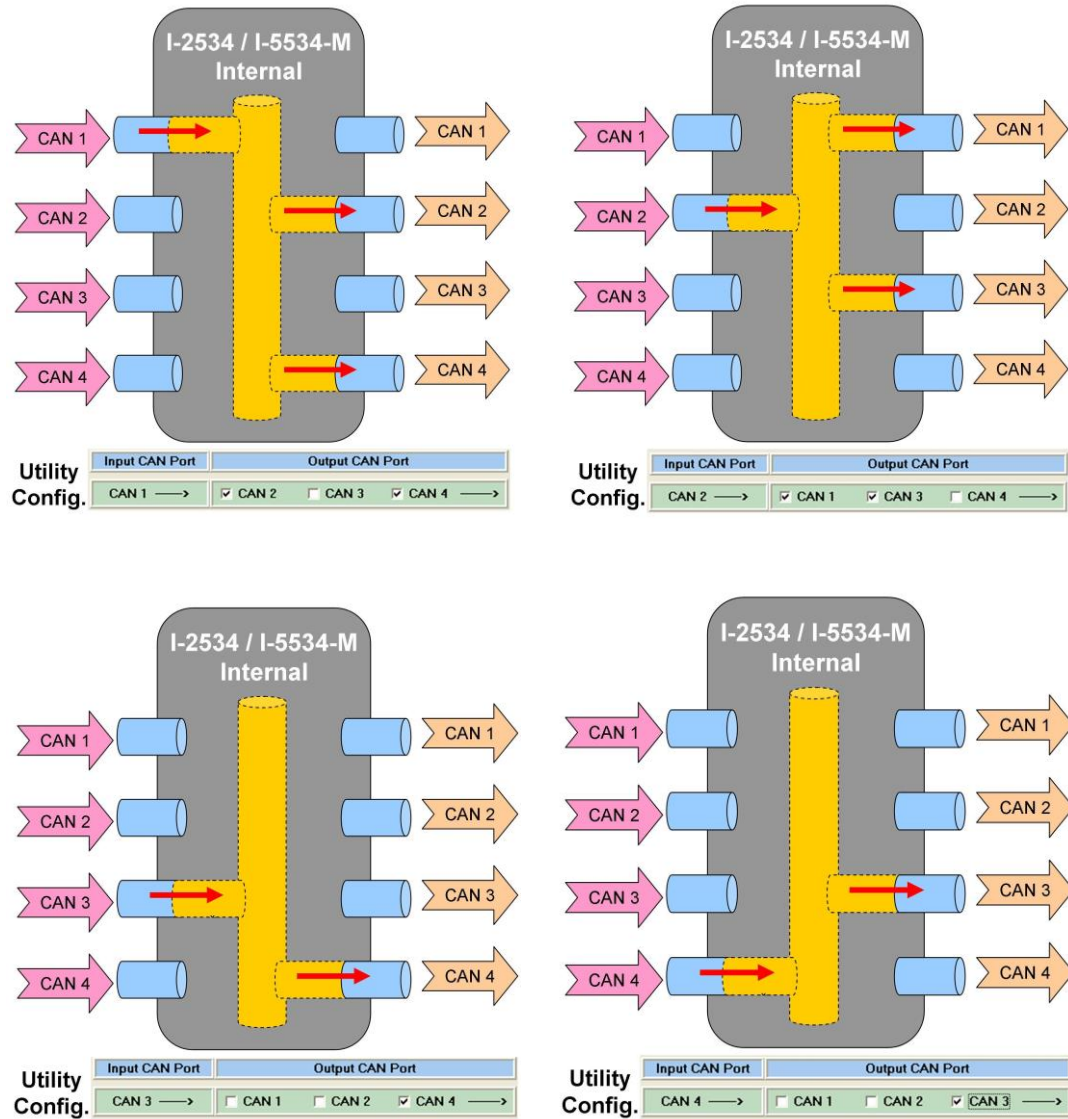 I-2534 / I-5534-M
Internal
CAN 1
CAN 2
CAN 3
CAN 4
CAN 1
CAN 2
CAN 3
CAN 4
Utility
Config.
Input CAN Port Output CAN Port
CAN 1 CAN 2 CAN 3 CAN 4
I-2534 / I-5534-M
Internal
CAN 1
CAN 2
CAN 3
CAN 4
CAN 1
CAN 2
CAN 3
CAN 4
Utility
Config.
Input CAN Port Output CAN Port
CAN 2 CAN 1 CAN 3 CAN 4
I-2534 / I-5534-M
Internal
CAN 1
CAN 2
CAN 3
CAN 4
CAN 1
CAN 2
CAN 3
CAN 4
Utility
Config.
Input CAN Port Output CAN Port
CAN 3 CAN 1 CAN 2 CAN 4
I-2534 / I-5534-M
Internal
CAN 1
CAN 2
CAN 3
CAN 4
CAN 1
CAN 2
CAN 3
CAN 4
Utility
Config.
Input CAN Port Output CAN Port
CAN 4 CAN 1 CAN 2 CAN 3